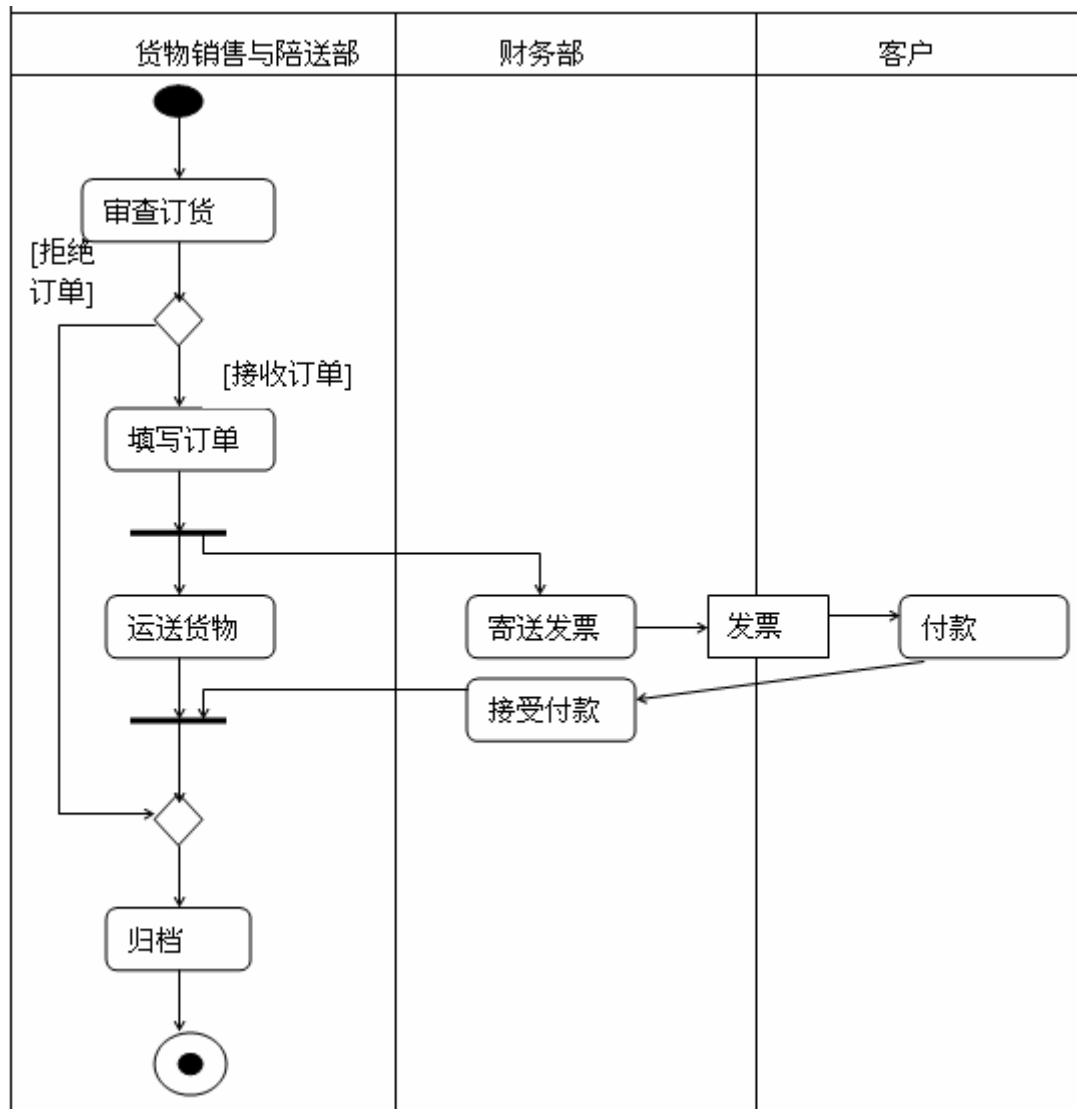 货物销售与陪送部
财务部
客户
审查订货
[拒绝
订单]
[接收订单]
填写订单
运送货物
寄送发票
发票
付款
接受付款
归档